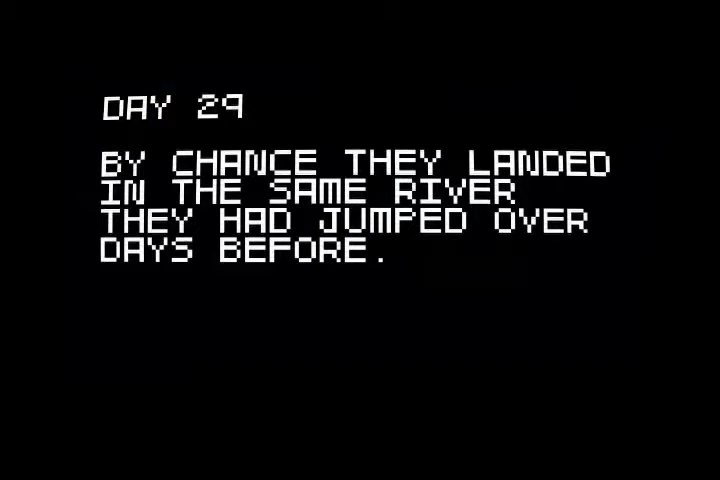 DAY 29
BY CHANCE THEY LANDED
IN THE SAME RIVER
THEY HAD JUMPED OVER
DAYS BEFORE.